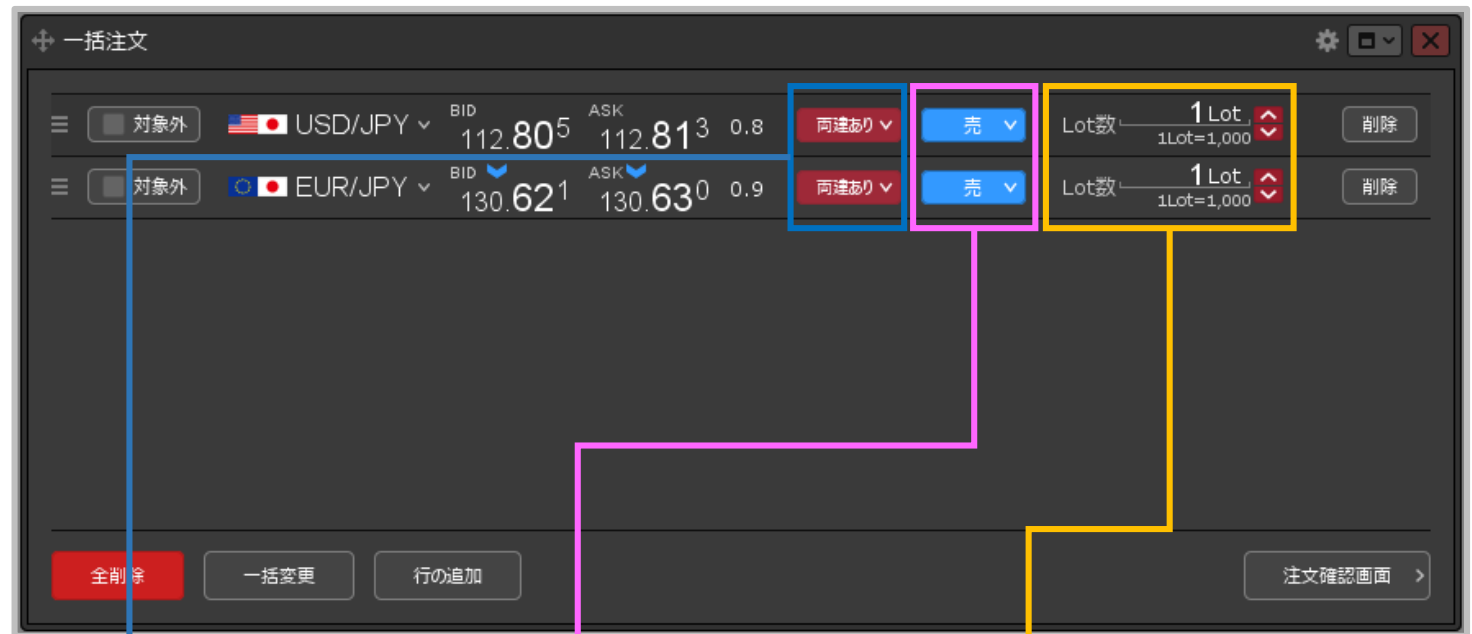 一括注文
対象外 USD/JPY BID 112.805 ASK 112.813 0.8 両建あり 売 Lot数 1 Lot 1Lot=1,000 削除
対象外 EUR/JPY BID 130.621 ASK 130.630 0.9 両建あり 売 Lot数 1 Lot 1Lot=1,000 削除
全削除 一括変更 行の追加 注文確認画面